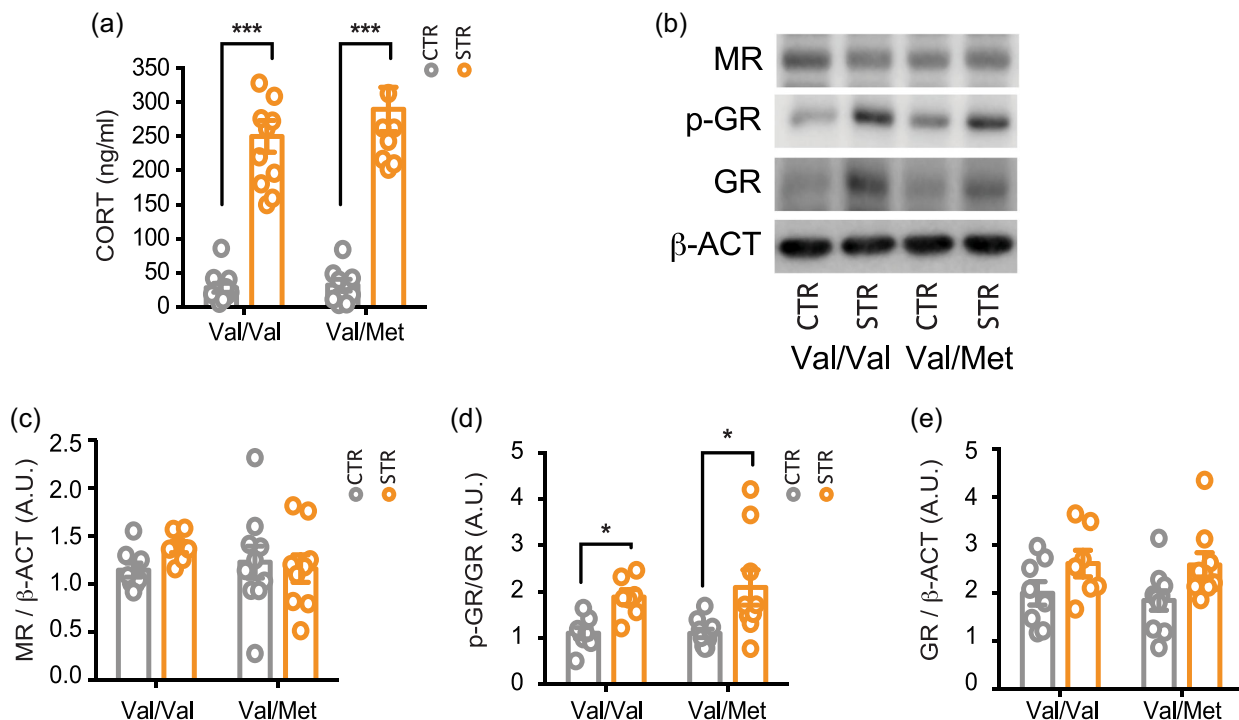 (a)
***
***
CTR
STR
CORT (ng/ml)
350
300
250
200
150
100
50
0
Val/Val
Val/Met
(b)
MR
p-GR
GR
β-ACT
CTR
STR
CTR
STR
Val/Val
Val/Met
(c)
MR / β-ACT (A.U.)
2.5
2.0
1.5
1.0
0.5
0.0
CTR
STR
Val/Val
Val/Met
(d)
p-GR/GR (A.U.)
5
4
3
2
1
0
*
*
CTR
STR
Val/Val
Val/Met
(e)
GR / β-ACT (A.U.)
5
4
3
2
1
0
Val/Val
Val/Met